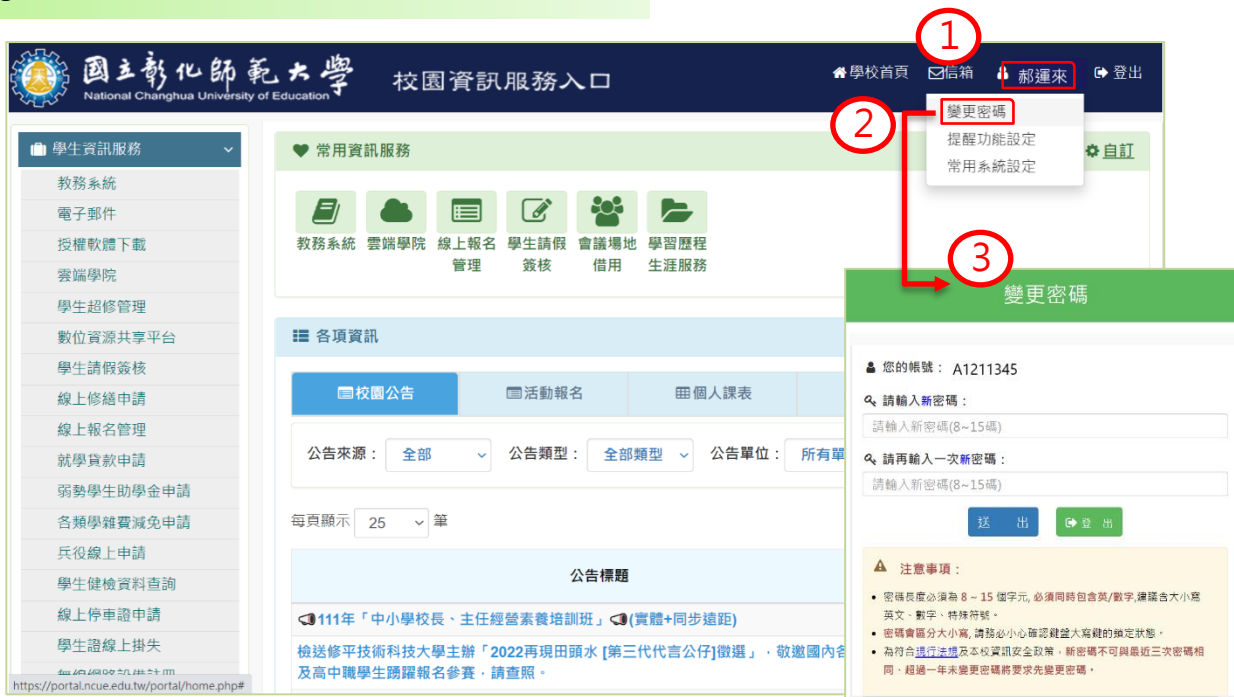 1
國立彰化師範大學
National Changhua University of Education
校園資訊服務入口
學校首頁 信箱 郝運來 登出
2
變更密碼
提醒功能設定
常用系統設定
學生資訊服務
教務系統
電子郵件
授權軟體下載
雲端學院
學生超修管理
數位資源共享平台
學生請假簽核
線上修繕申請
線上報名管理
就學貸款申請
弱勢學生助學金申請
各類學雜費減免申請
兵役線上申請
學生健檢資料查詢
線上停車證申請
學生證線上掛失
https://portal.ncue.edu.tw/portal/home.php#
常用資訊服務
自訂
教務系統 雲端學院 線上報名 學生請假 會議場地 學習歷程
管理 簽核 借用 生涯服務
各項資訊
校園公告 活動報名 個人課表
公告來源： 全部 公告類型： 全部類型 公告單位： 所有單
每頁顯示 25 筆
公告標題
111年「中小學校長、主任經營素養培訓班」(實體+同步遠距)
檢送修平技術科技大學主辦「2022再現田頭水 [第三代代言公仔]徵選」，敬邀國內各
及高中職學生踴躍報名參賽，請查照。
3
變更密碼
您的帳號： A1211345
請輸入新密碼：
請輸入新密碼(8~15碼)
請再輸入一次新密碼：
請輸入新密碼(8~15碼)
送 出 登 出
注意事項：
密碼長度必須為 8 ~ 15 個字元, 必須同時包含英/數字,建議含大小寫
英文、數字、特殊符號。
密碼會區分大小寫, 請務必小心確認鍵盤大寫鍵的鎖定狀態。
為符合現行法規及本校資訊安全政策，新密碼不可與最近三次密碼相
同、超過一年未變更密碼將要求先變更密碼。